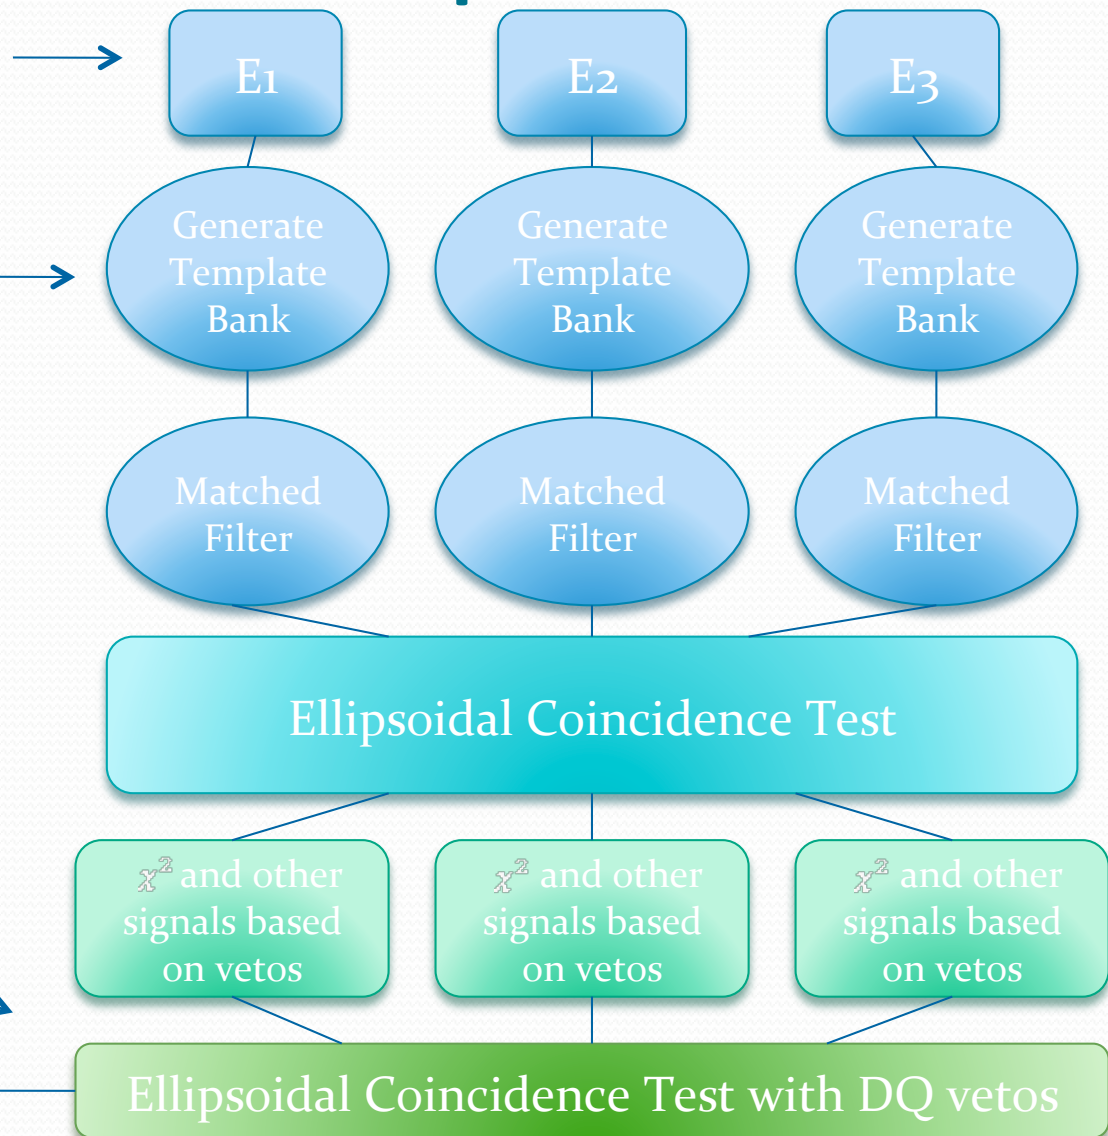 E1
E2
E3
Generate
Template
Bank
Generate
Template
Bank
Generate
Template
Bank
Matched
Filter
Matched
Filter
Matched
Filter
Ellipsoidal Coincidence Test
χ² and other
signals based
on vetos
χ² and other
signals based
on vetos
χ² and other
signals based
on vetos
Ellipsoidal Coincidence Test with DQ vetos